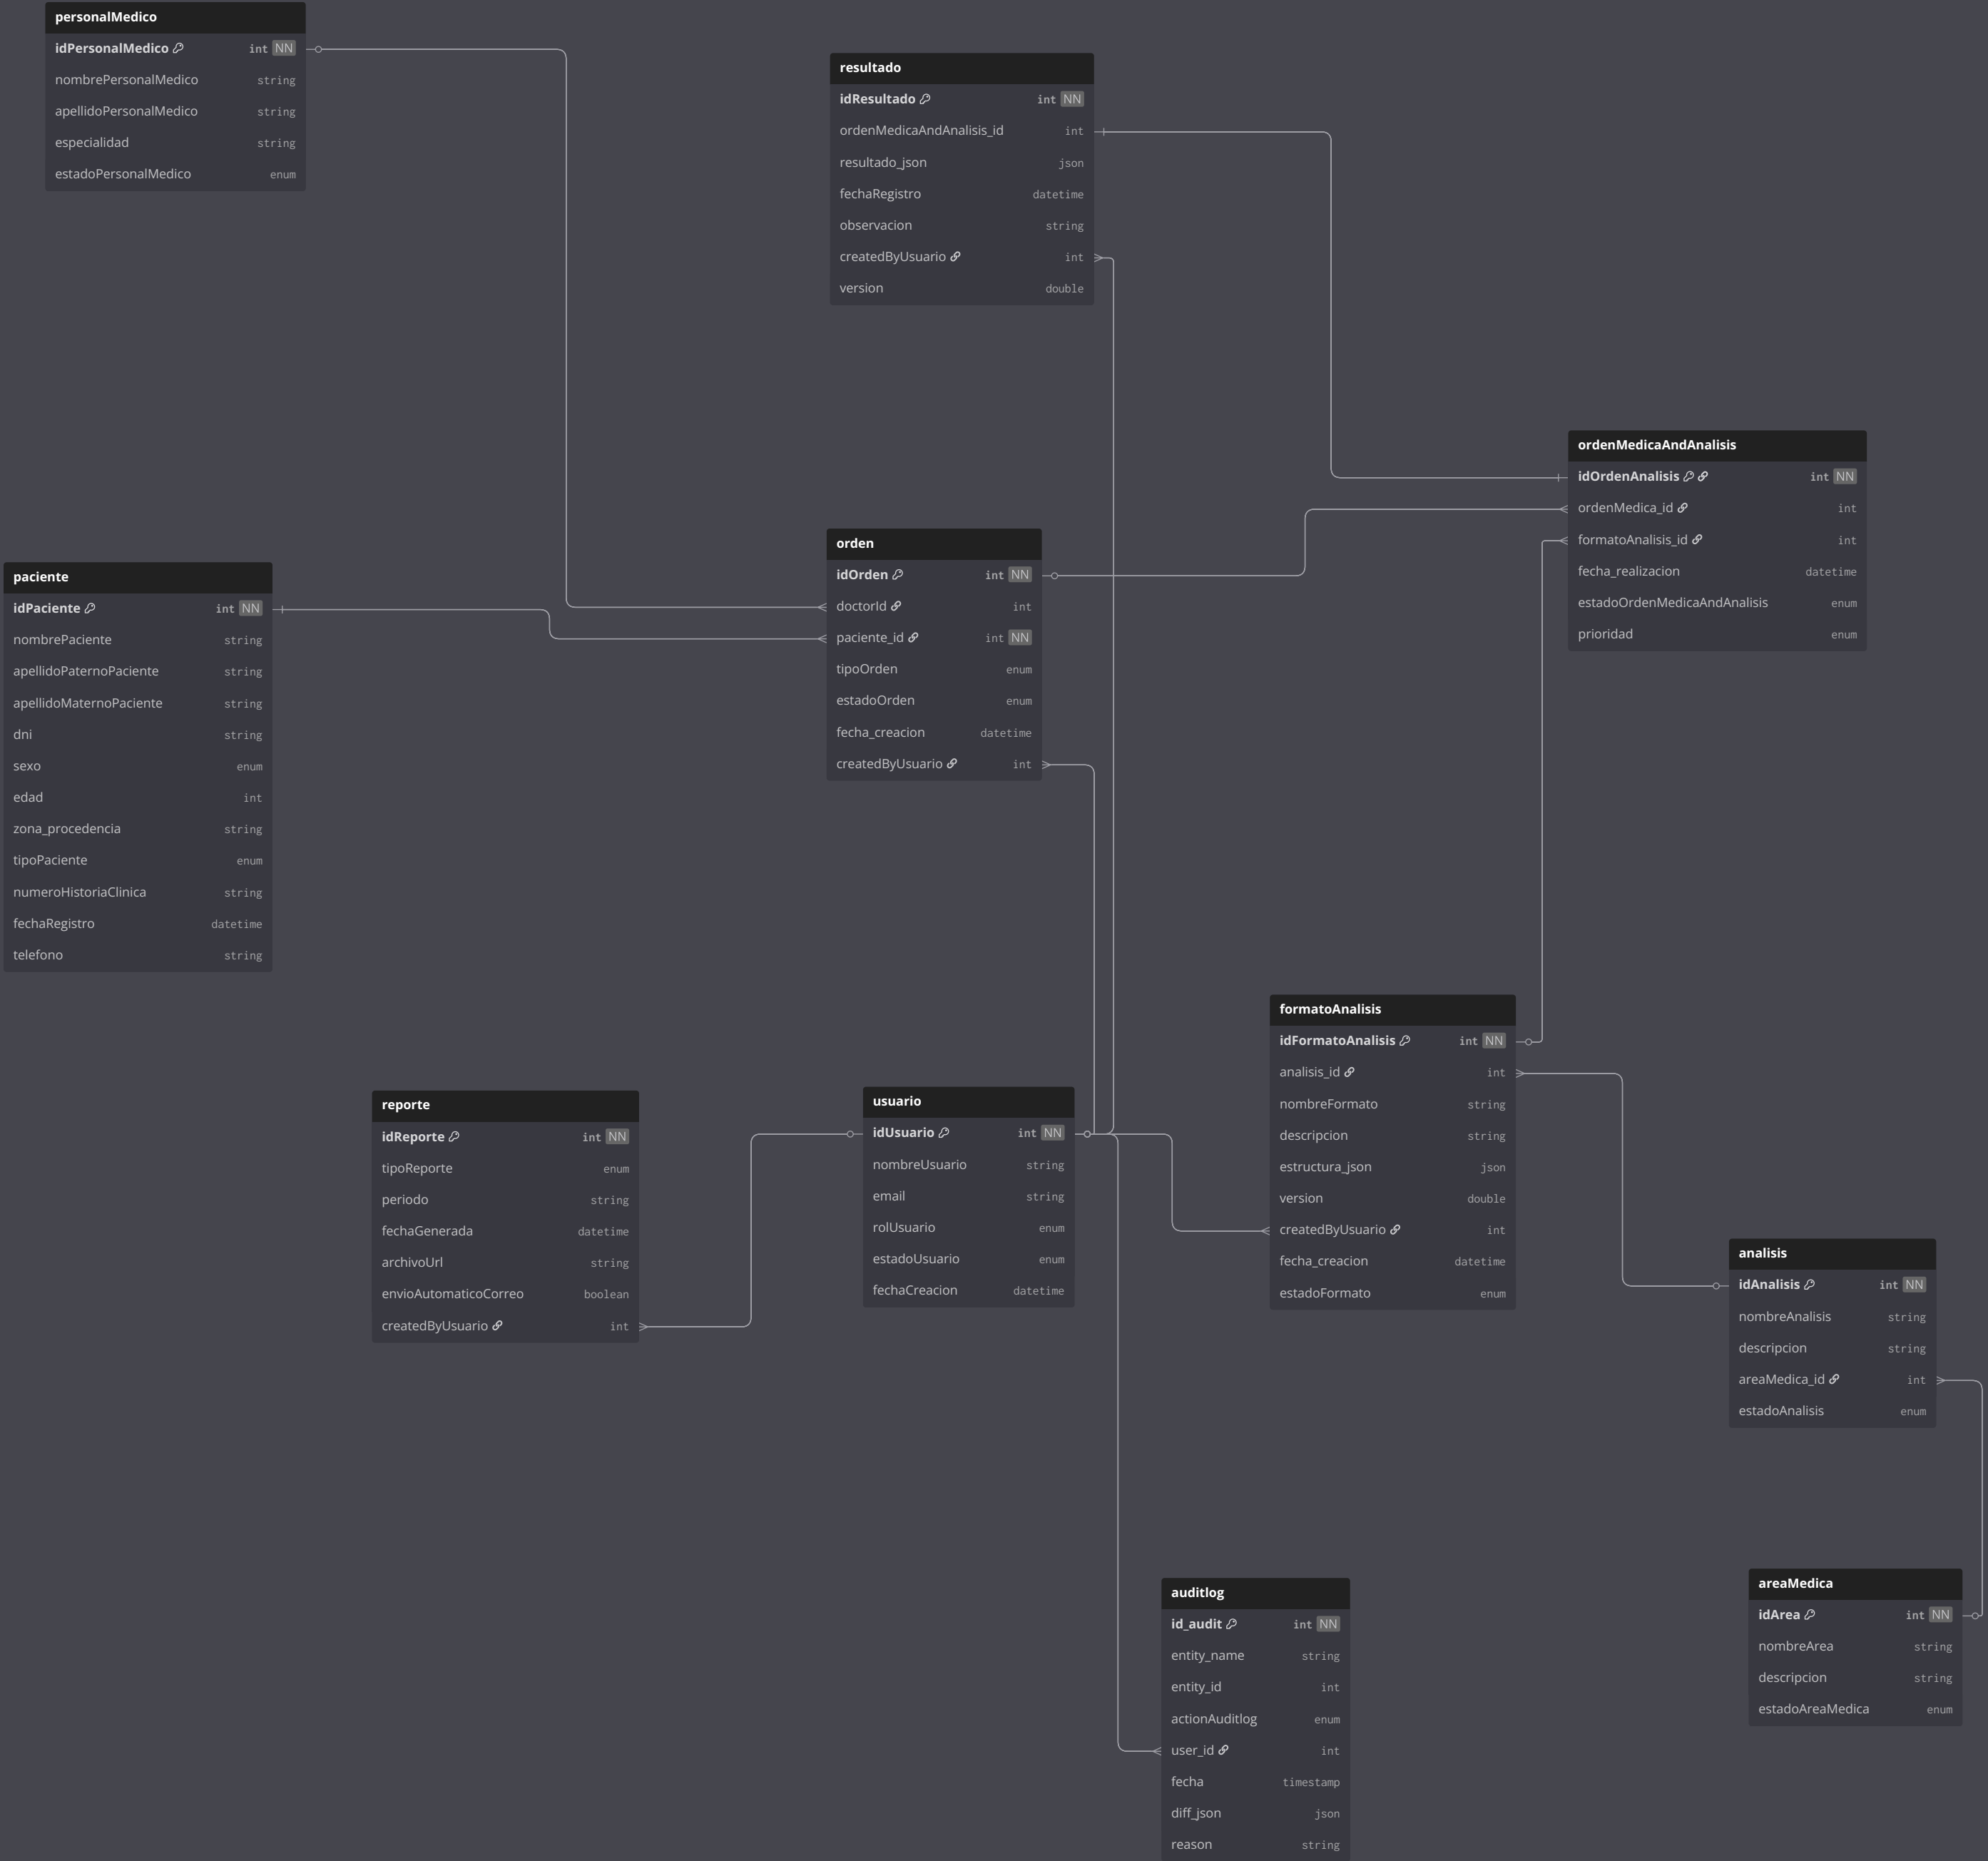 personalMedico
idPersonalMedico int NN
nombrePersonalMedico string
apellidoPersonalMedico string
especialidad string
estadoPersonalMedico enum
resultado
idResultado int NN
ordenMedicaAndAnalisis_id int
resultado_json json
fechaRegistro datetime
observacion string
createdByUsuario int
version double
ordenMedicaAndAnalisis
idOrdenAnalisis int NN
ordenMedica_id int
formatoAnalisis_id int
fecha_realizacion datetime
estadoOrdenMedicaAndAnalisis enum
prioridad enum
orden
idOrden int NN
doctorId int
paciente_id int NN
tipoOrden enum
estadoOrden enum
fecha_creacion datetime
createdByUsuario int
paciente
idPaciente int NN
nombrePaciente string
apellidoPaternoPaciente string
apellidoMaternoPaciente string
dni string
sexo enum
edad int
zona_procedencia string
tipoPaciente enum
numeroHistoriaClinica string
fechaRegistro datetime
telefono string
formatoAnalisis
idFormatoAnalisis int NN
analisis_id int
nombreFormato string
descripcion string
estructura_json json
version double
createdByUsuario int
fecha_creacion datetime
estadoFormato enum
reporte
idReporte int NN
tipoReporte enum
periodo string
fechaGenerada datetime
archivoUrl string
envioAutomaticoCorreo boolean
createdByUsuario int
usuario
idUsuario int NN
nombreUsuario string
email string
rolUsuario enum
estadoUsuario enum
fechaCreacion datetime
analisis
idAnalisis int NN
nombreAnalisis string
descripcion string
areaMedica_id int
estadoAnalisis enum
auditlog
id_audit int NN
entity_name string
entity_id int
actionAuditlog enum
user_id int
fecha timestamp
diff_json json
reason string
areaMedica
idArea int NN
nombreArea string
descripcion string
estadoAreaMedica enum